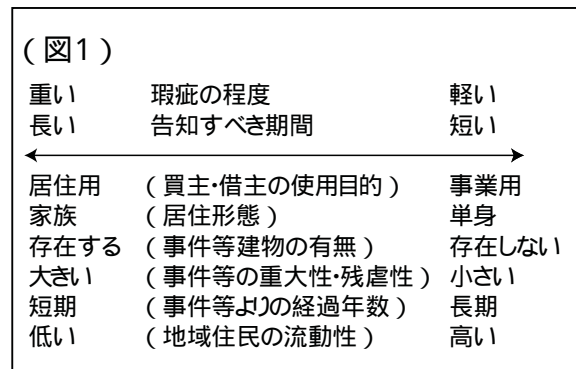 (図1)
重い 瑕疵の程度 軽い
長い 告知すべき期間 短い
居住用 (買主・借主の使用目的) 事業用
家族 (居住形態) 単身
存在する (事件等建物の有無) 存在しない
大きい (事件等の重大性・残虐性) 小さい
短期 (事件等よりの経過年数) 長期
低い (地域住民の流動性) 高い